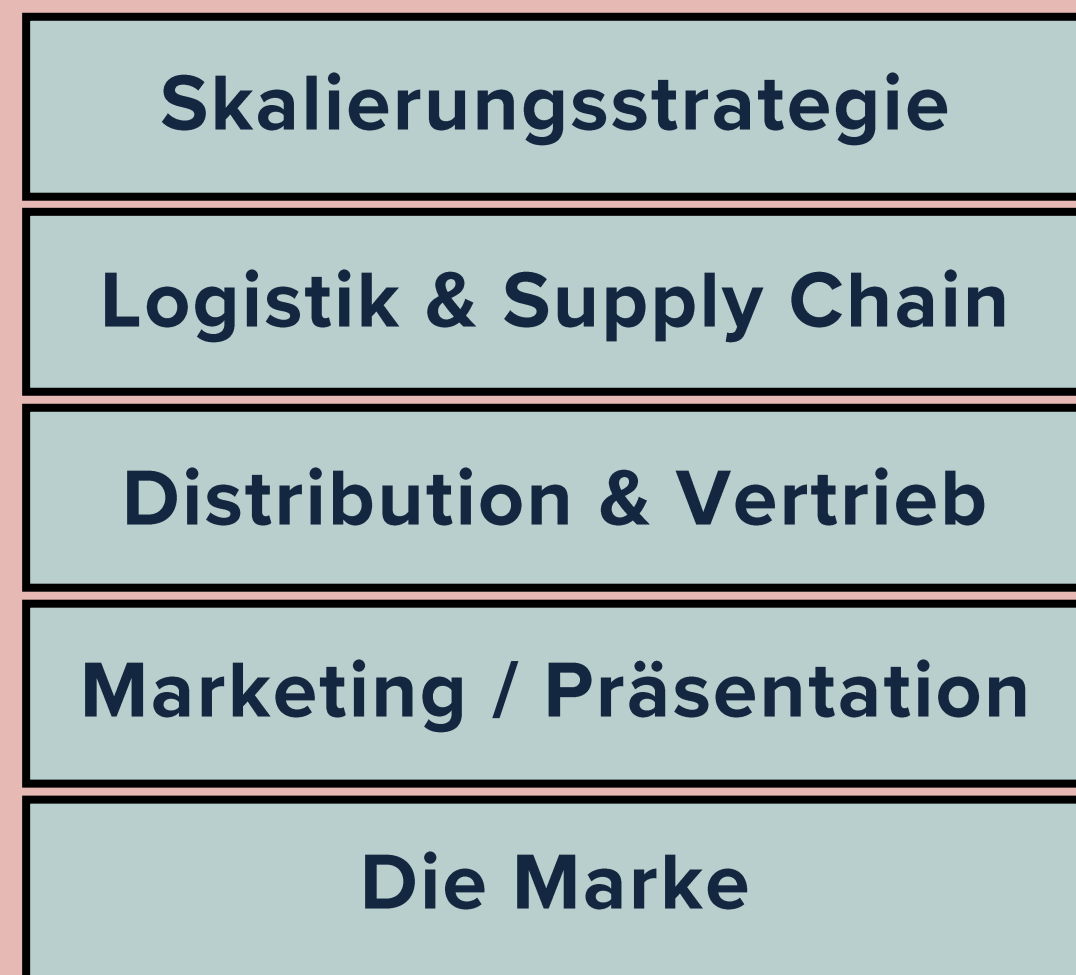 Skalierungsstrategie
Logistik & Supply Chain
Distribution & Vertrieb
Marketing / Präsentation
Die Marke